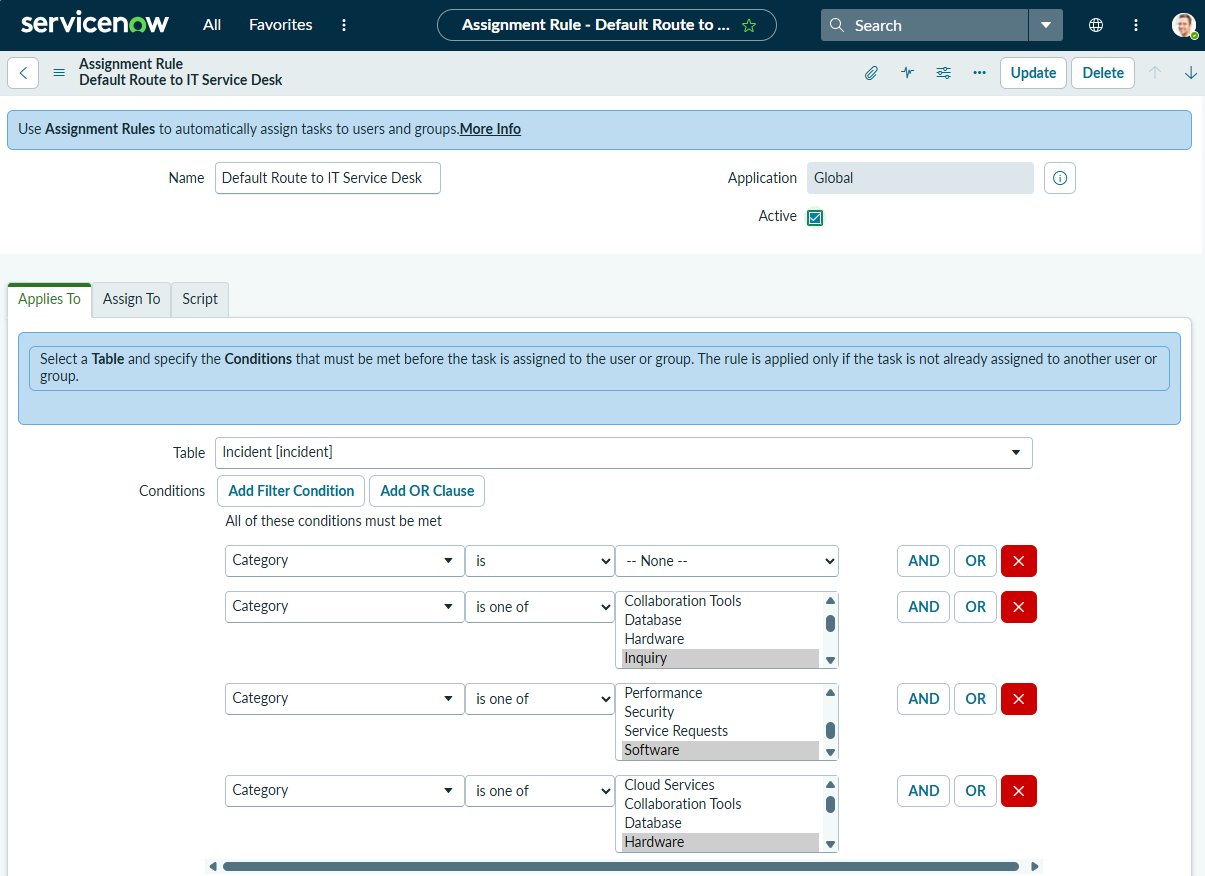 servicenow All Favorites Assignment Rule - Default Route to ... Search
Assignment Rule
Default Route to IT Service Desk
Update Delete
Use Assignment Rules to automatically assign tasks to users and groups.More Info
Name Default Route to IT Service Desk Application Global
Active
Applies To Assign To Script
Select a Table and specify the Conditions that must be met before the task is assigned to the user or group. The rule is applied only if the task is not already assigned to another user or
group.
Table Incident [incident]
Conditions Add Filter Condition Add OR Clause
All of these conditions must be met
Category is -- None -- AND OR
Category is one of Collaboration Tools AND OR
Database
Hardware
Inquiry
Category is one of Performance AND OR
Security
Service Requests
Software
Category is one of Cloud Services AND OR
Collaboration Tools
Database
Hardware